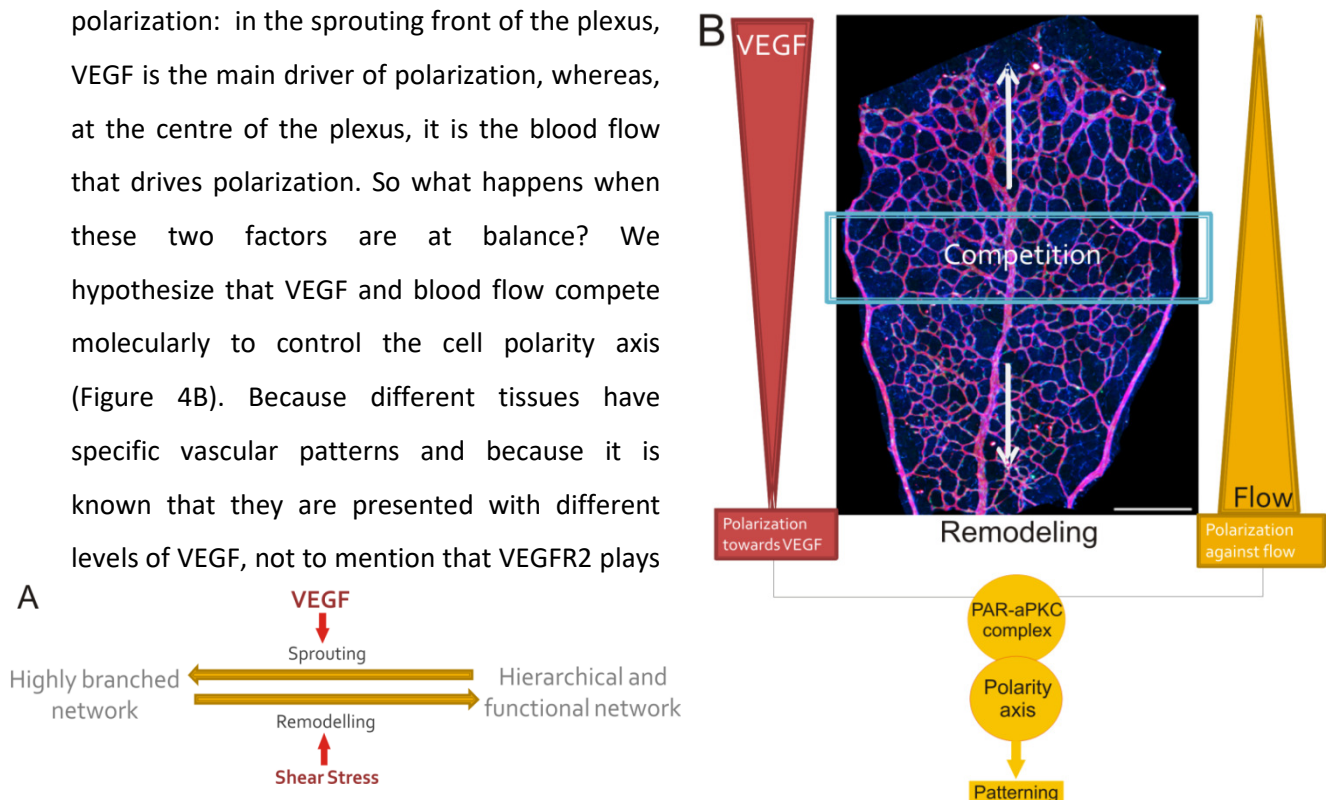 polarization: in the sprouting front of the plexus,
VEGF is the main driver of polarization, whereas,
at the centre of the plexus, it is the blood flow
that drives polarization. So what happens when
these two factors are at balance? We
hypothesize that VEGF and blood flow compete
molecularly to control the cell polarity axis
(Figure 4B). Because different tissues have
specific vascular patterns and because it is
known that they are presented with different
levels of VEGF, not to mention that VEGFR2 plays
A
VEGF
Sprouting
Highly branched
network
Hierarchical and
functional network
Remodelling
Shear Stress
B
VEGF
Competition
Flow
Polarization
towards VEGF
Remodeling
Polarization
against flow
PAR-aPKC
complex
Polarity
axis
Patterning